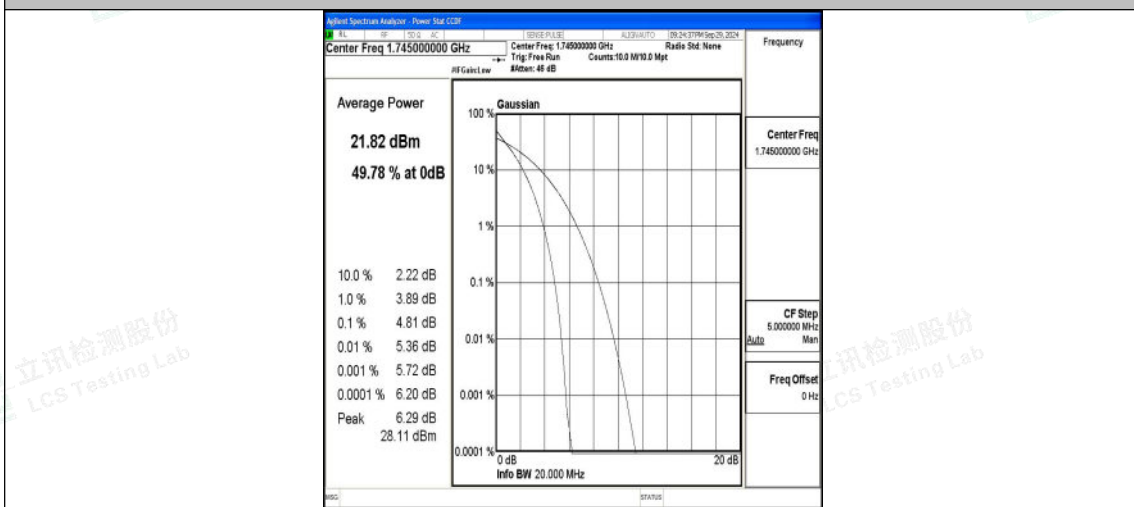 Agilent Spectrum Analyzer - Power Stat CCDF
RL RF 50 Ω AC SENSE:PULSE ALIGNAUTO 09:24:37PM Sep 29, 2024
Center Freq 1.745000000 GHz
Center Freq: 1.745000000 GHz Radio Std: None
Trig: Free Run Counts:10.0 M/10.0 Mpt
#IFGain:Low #Atten: 46 dB
Frequency
Average Power
21.82 dBm
49.78 % at 0dB
10.0 % 2.22 dB
1.0 % 3.89 dB
0.1 % 4.81 dB
0.01 % 5.36 dB
0.001 % 5.72 dB
0.0001 % 6.20 dB
Peak 6.29 dB
28.11 dBm
Gaussian
100 %
10 %
1 %
0.1 %
0.01 %
0.001 %
0.0001 %
0 dB 20 dB
Info BW 20.000 MHz
Center Freq
1.745000000 GHz
CF Step
5.000000 MHz
Auto Man
Freq Offset
0 Hz
MSG STATUS
立讯检测股份
LCS Testing Lab
立讯检测股份
LCS Testing Lab